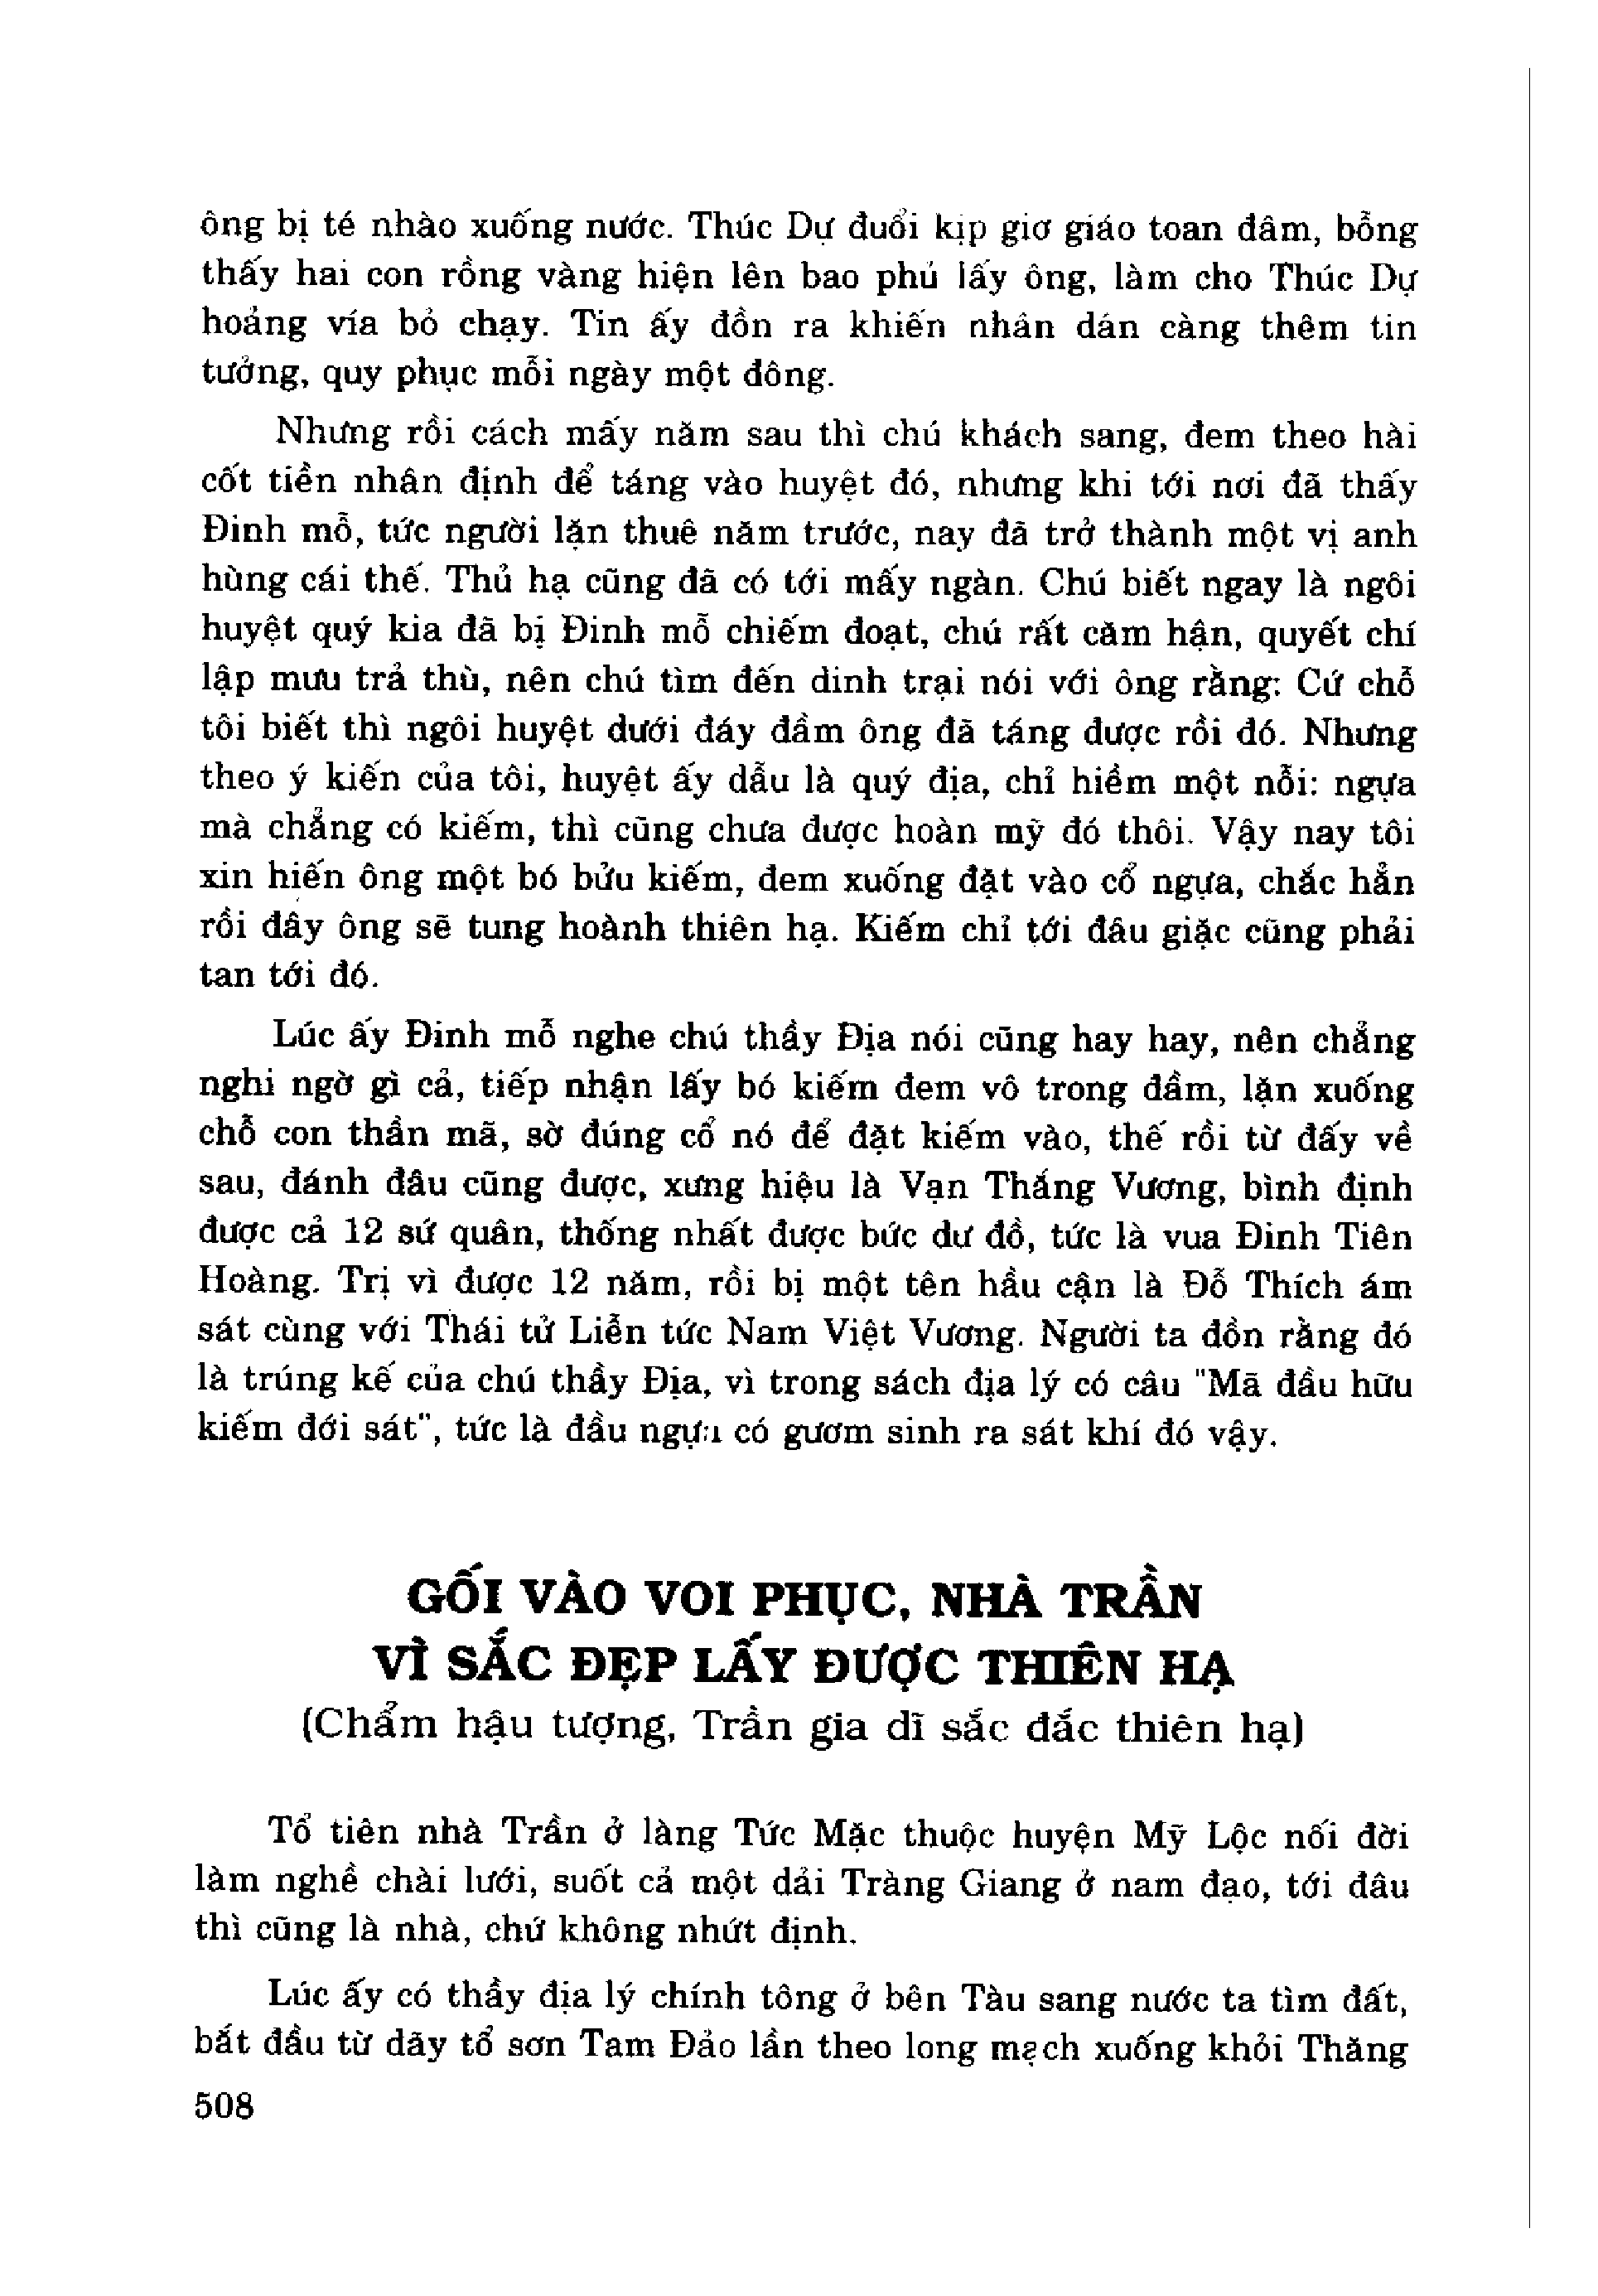 ông bị té nhào xuống nước. Thúc Dự đuổi kịp giơ giáo toan đâm, bỗng
thấy hai con rồng vàng hiện lên bao phủ lấy ông, làm cho Thúc Dự
hoảng vía bỏ chạy. Tin ấy đồn ra khiến nhân dân càng thêm tin
tưởng, quy phục mỗi ngày một đông.
Nhưng rồi cách mấy năm sau thì chú khách sang, đem theo hài
cốt tiền nhân định để táng vào huyệt đó, nhưng khi tới nơi đã thấy
Đinh mỗ, tức người lặn thuê năm trước, nay đã trở thành một vị anh
hùng cái thế. Thủ hạ cũng đã có tới mấy ngàn. Chú biết ngay là ngôi
huyệt quý kia đã bị Đinh mỗ chiếm đoạt, chú rất căm hận, quyết chí
lập mưu trả thù, nên chú tìm đến dinh trại nói với ông rằng: Cứ chỗ
tôi biết thì ngôi huyệt dưới đáy đầm ông đã táng được rồi đó. Nhưng
theo ý kiến của tôi, huyệt ấy dẫu là quý địa, chỉ hiềm một nỗi: ngựa
mà chẳng có kiếm, thì cũng chưa được hoàn mỹ đó thôi. Vậy nay tôi
xin hiến ông một bó bửu kiếm, đem xuống đặt vào cổ ngựa, chắc hẳn
rồi đây ông sẽ tung hoành thiên hạ. Kiếm chỉ tới đâu giặc cũng phải
tan tới đó.
Lúc ấy Đinh mỗ nghe chú thầy Địa nói cũng hay hay, nên chẳng
nghi ngờ gì cả, tiếp nhận lấy bó kiếm đem vô trong đầm, lặn xuống
chỗ con thần mã, sờ đúng cổ nó để đặt kiếm vào, thế rồi từ đấy về
sau, đánh đâu cũng được, xưng hiệu là Vạn Thắng Vương, bình định
được cả 12 sứ quân, thống nhất được bức dư đồ, tức là vua Đinh Tiên
Hoàng. Trị vì được 12 năm, rồi bị một tên hầu cận là Đỗ Thích ám
sát cùng với Thái tử Liễn tức Nam Việt Vương. Người ta đồn rằng đó
là trúng kế của chú thầy Địa, vì trong sách địa lý có câu "Mã đầu hữu
kiếm đới sát", tức là đầu ngựa có gươm sinh ra sát khí đó vậy.
GỐI VÀO VOI PHỤC, NHÀ TRẦN
VÌ SẮC ĐẸP LẤY ĐƯỢC THIÊN HẠ
(Chẩm hậu tượng, Trần gia dĩ sắc đắc thiên hạ)
Tổ tiên nhà Trần ở làng Tức Mặc thuộc huyện Mỹ Lộc nối đời
làm nghề chài lưới, suốt cả một dải Tràng Giang ở nam đạo, tới đâu
thì cũng là nhà, chứ không nhứt định.
Lúc ấy có thầy địa lý chính tông ở bên Tàu sang nước ta tìm đất,
bắt đầu từ dãy tổ sơn Tam Đảo lần theo long mạch xuống khỏi Thăng
508